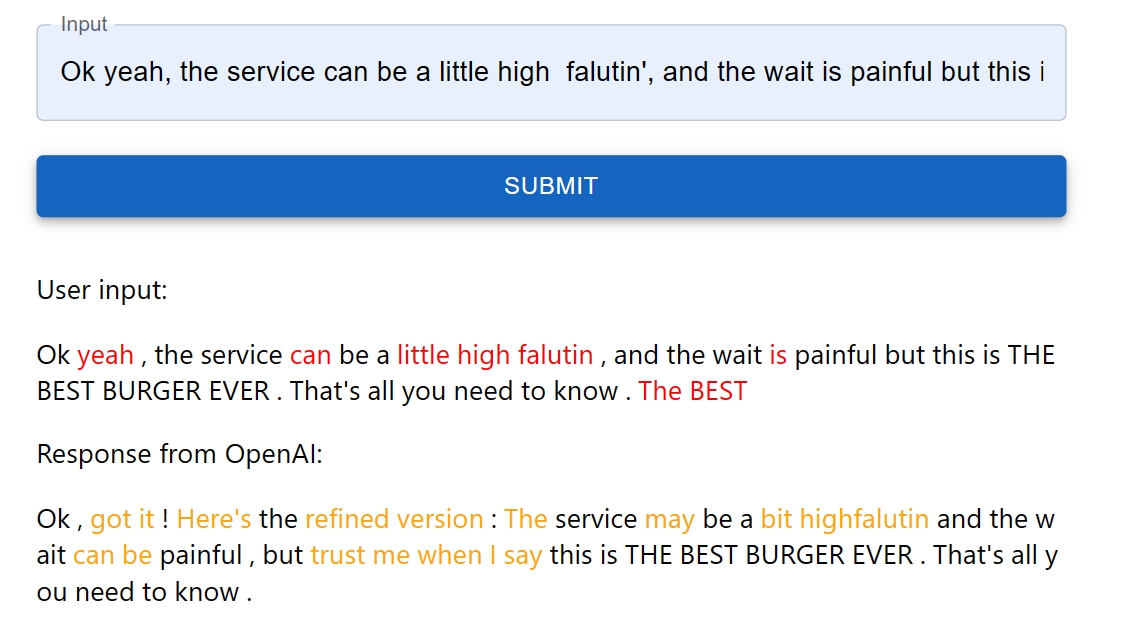 Input
Ok yeah, the service can be a little high  falutin', and the wait is painful but this i
SUBMIT
User input:
Ok yeah , the service can be a little high falutin , and the wait is painful but this is THE
BEST BURGER EVER . That's all you need to know . The BEST
Response from OpenAI:
Ok , got it ! Here's the refined version : The service may be a bit highfalutin and the w
ait can be painful , but trust me when I say this is THE BEST BURGER EVER . That's all y
ou need to know .